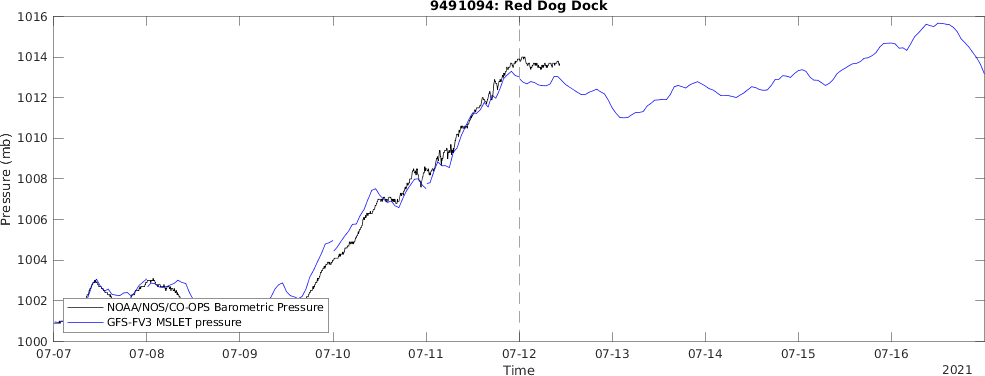 9491094: Red Dog Dock
Pressure (mb)
1016
1014
1012
1010
1008
1006
1004
1002
1000
NOAA/NOS/CO-OPS Barometric Pressure
GFS-FV3 MSLET pressure
07-07 07-08 07-09 07-10 07-11 07-12 07-13 07-14 07-15 07-16
Time
2021